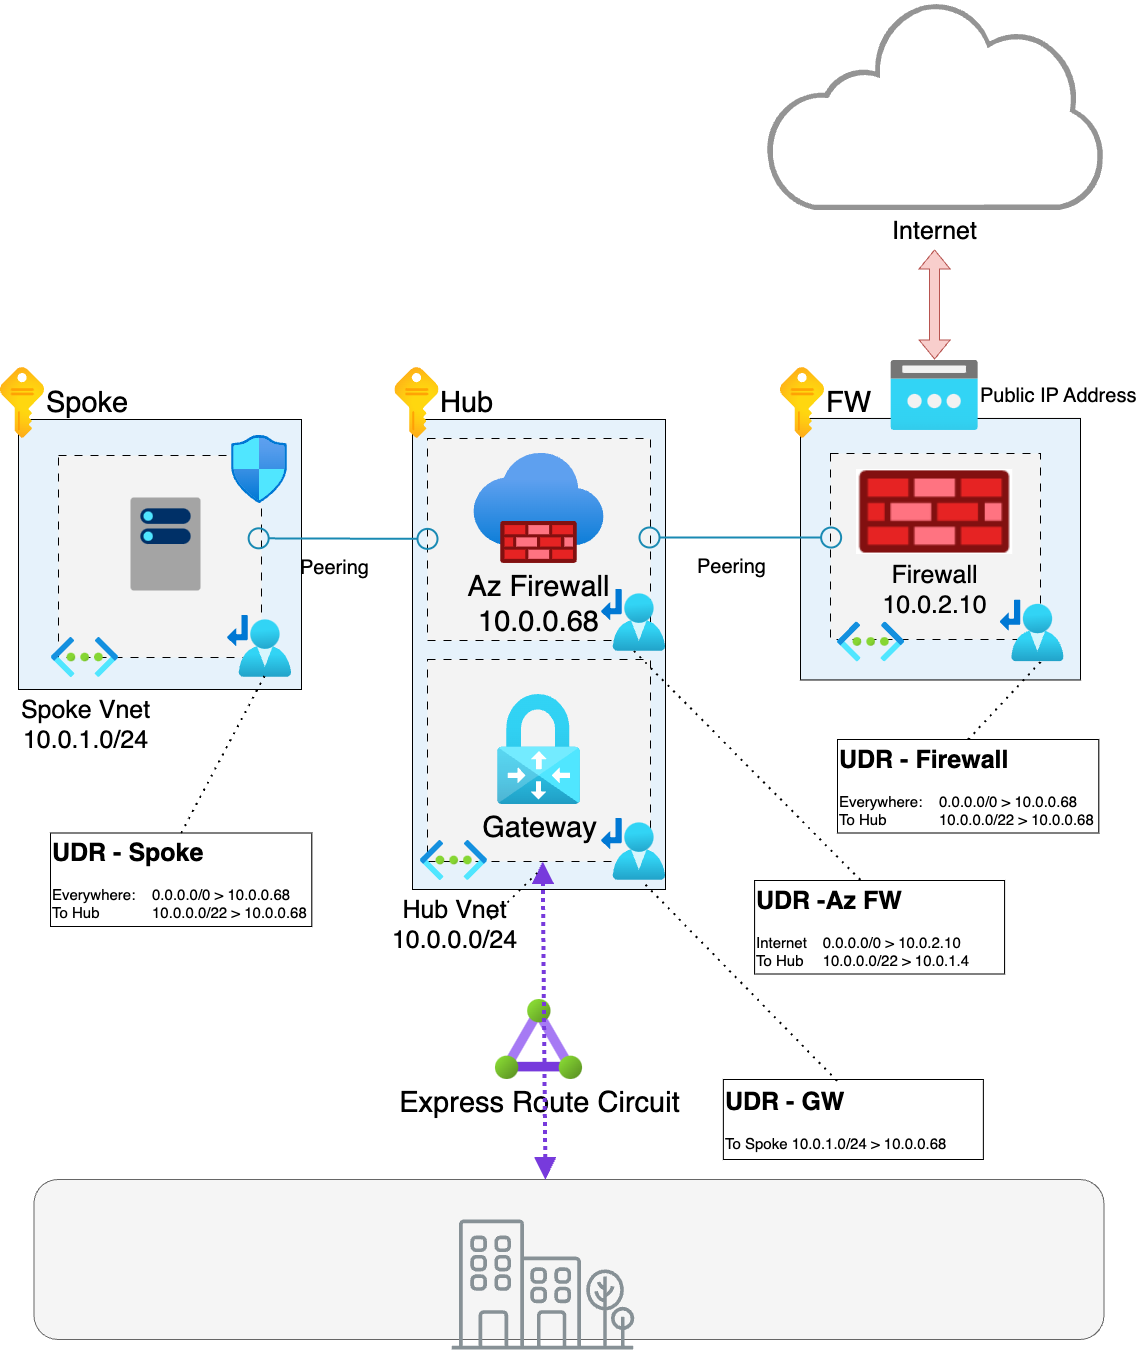 Internet
Public IP Address
Spoke
Hub
FW
Peering
Peering
Az Firewall
10.0.0.68
Firewall
10.0.2.10
Spoke Vnet
10.0.1.0/24
Gateway
Hub Vnet
10.0.0.0/24
UDR - Firewall
Everywhere: 0.0.0.0/0 > 10.0.0.68
To Hub 10.0.0.0/22 > 10.0.0.68
UDR - Spoke
Everywhere: 0.0.0.0/0 > 10.0.0.68
To Hub 10.0.0.0/22 > 10.0.0.68
UDR -Az FW
Internet 0.0.0.0/0 > 10.0.2.10
To Hub 10.0.0.0/22 > 10.0.1.4
Express Route Circuit
UDR - GW
To Spoke 10.0.1.0/24 > 10.0.0.68